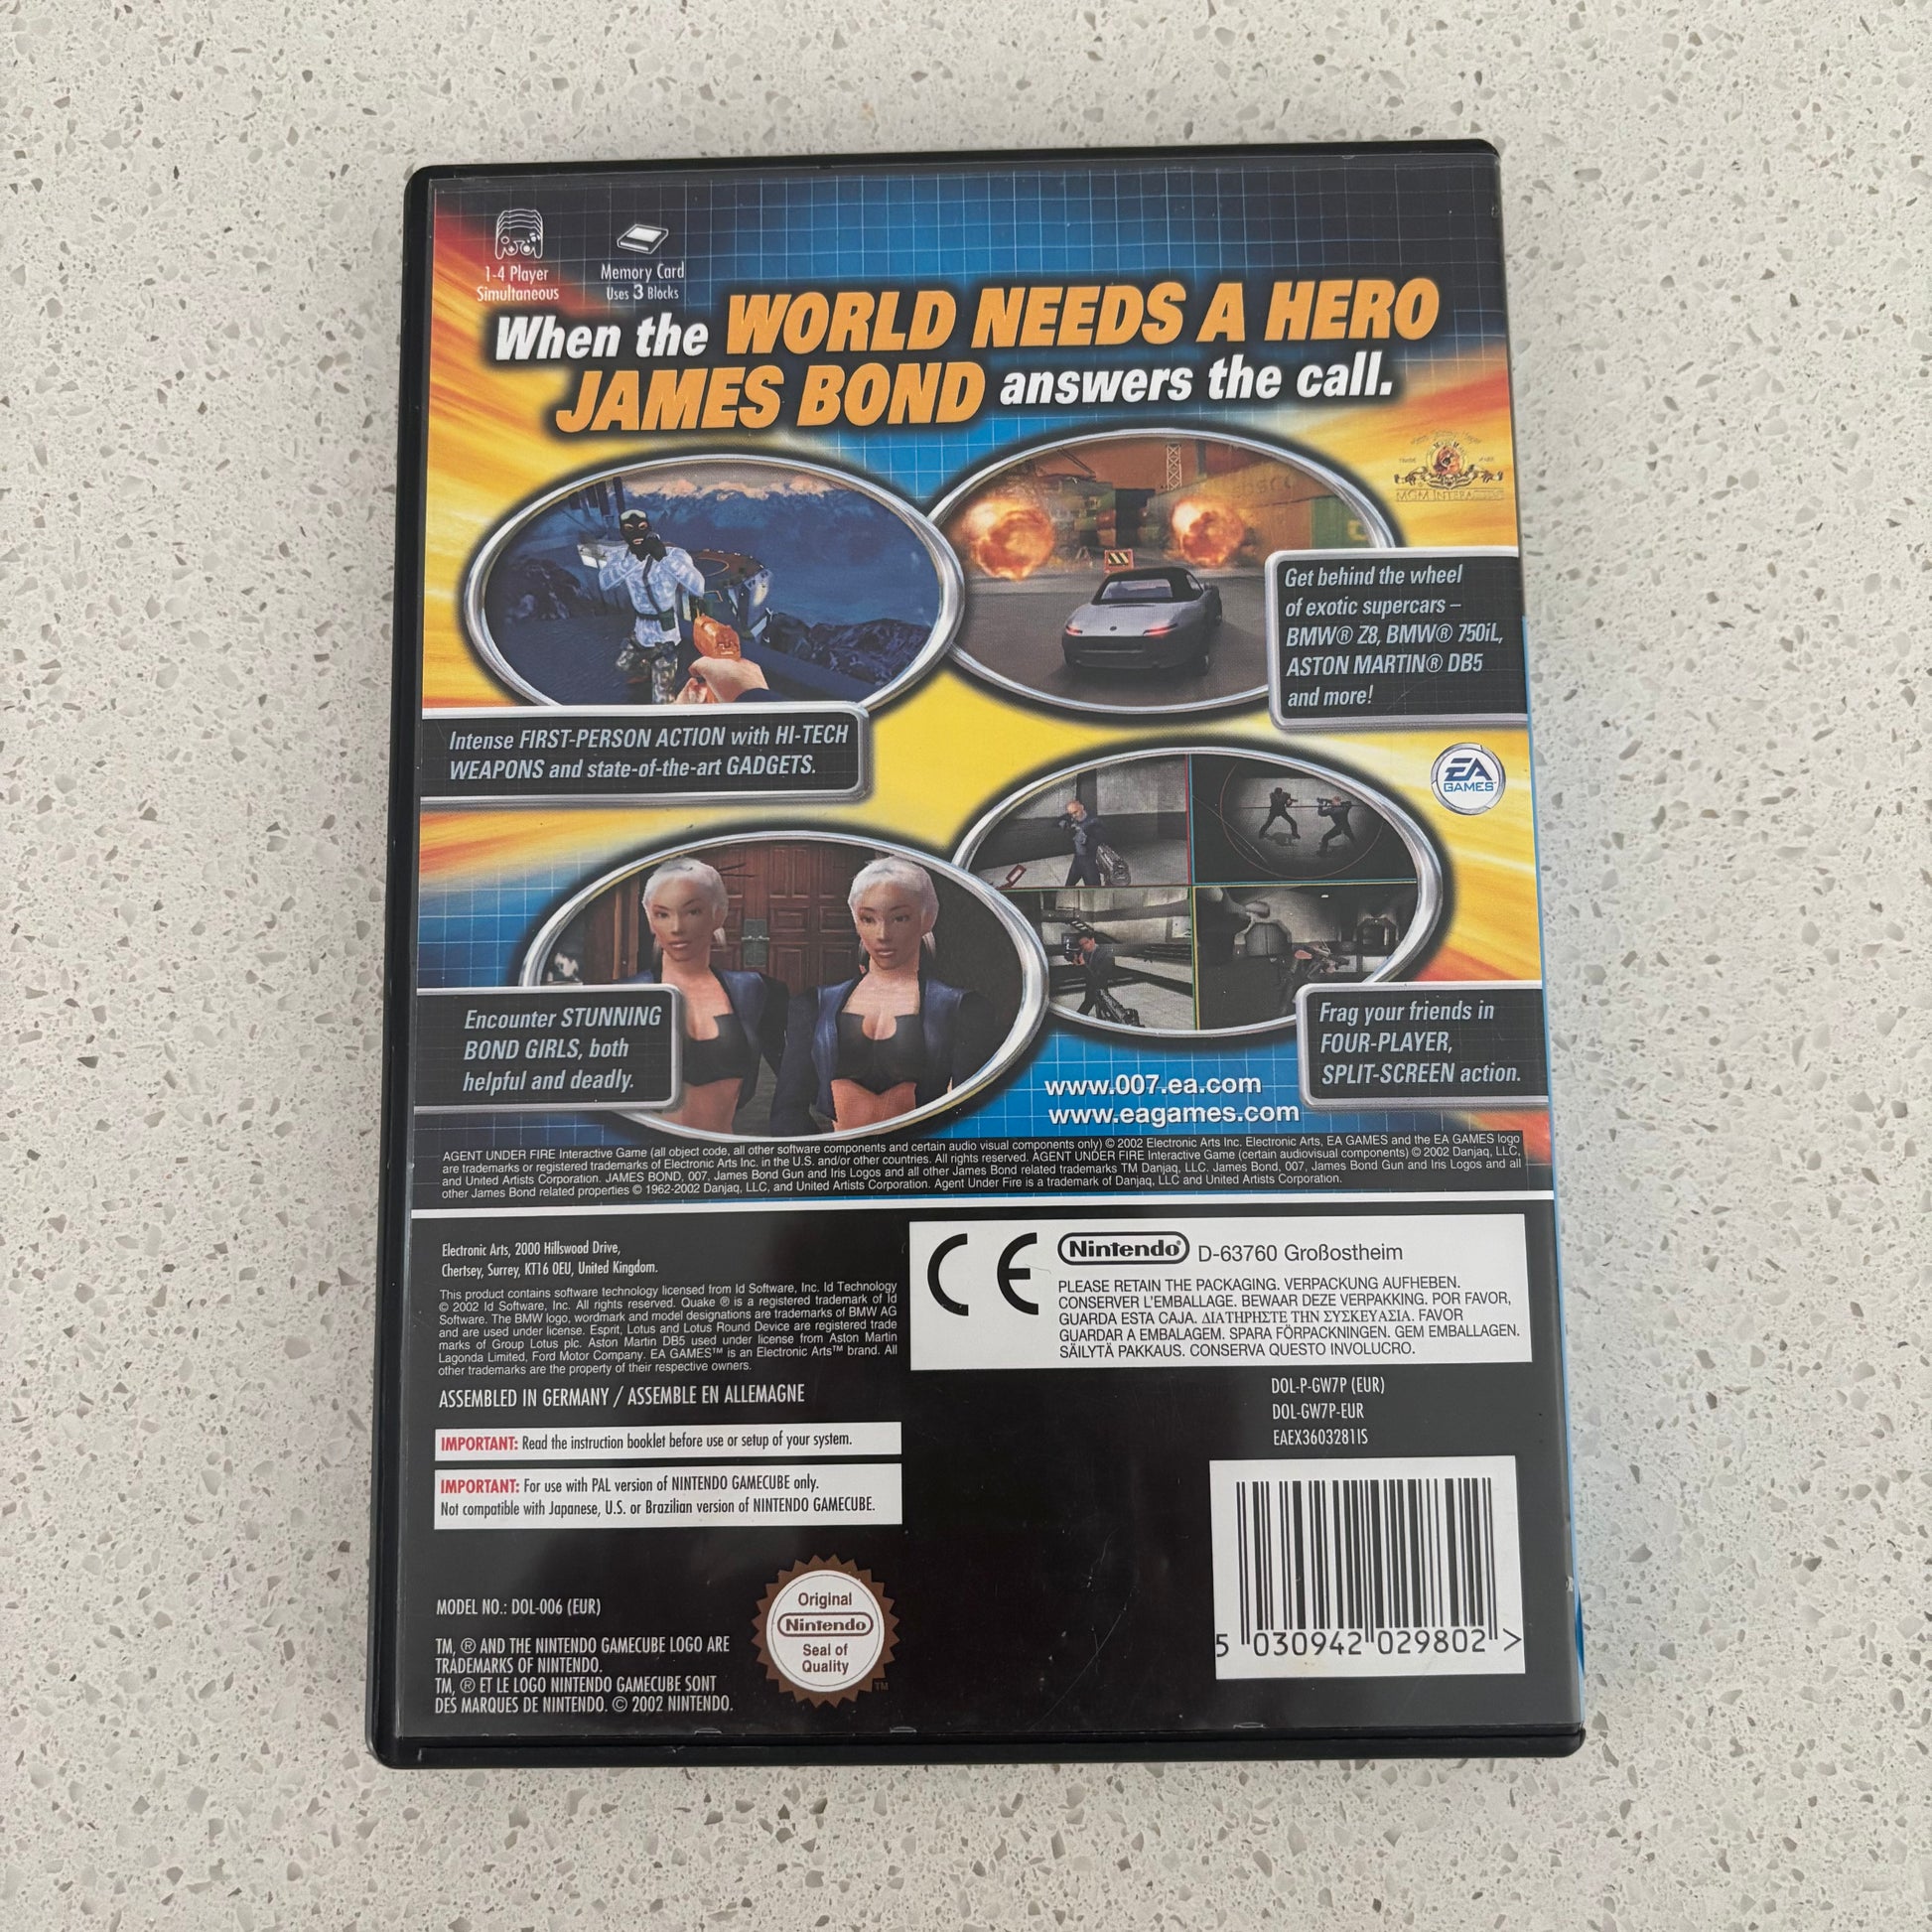 1-4 Player
Simultaneous
Memory Card
Uses 3 Blocks
When the WORLD NEEDS A HERO
JAMES BOND answers the call.
MGM INTERACTIVE
Get behind the wheel
of exotic supercars –
BMW® Z8, BMW® 750iL,
ASTON MARTIN® DB5
and more!
Intense FIRST-PERSON ACTION with HI-TECH
WEAPONS and state-of-the-art GADGETS.
EA
GAMES™
Encounter STUNNING
BOND GIRLS, both
helpful and deadly.
Frag your friends in
FOUR-PLAYER,
SPLIT-SCREEN action.
www.007.ea.com
www.eagames.com
AGENT UNDER FIRE Interactive Game (all object code, all other software components and certain audio visual components only) © 2002 Electronic Arts Inc. Electronic Arts, EA GAMES and the EA GAMES logo
are trademarks or registered trademarks of Electronic Arts Inc. in the U.S. and/or other countries. All rights reserved. AGENT UNDER FIRE Interactive Game (certain audiovisual components) © 2002 Danjaq, LLC,
and United Artists Corporation. JAMES BOND, 007, James Bond Gun and Iris Logos and all other James Bond related trademarks TM Danjaq, LLC. James Bond, 007, James Bond Gun and Iris Logos and all
other James Bond related properties © 1962-2002 Danjaq, LLC, and United Artists Corporation. Agent Under Fire is a trademark of Danjaq, LLC and United Artists Corporation.
Electronic Arts, 2000 Hillswood Drive,
Chertsey, Surrey, KT16 0EU, United Kingdom.
This product contains software technology licensed from Id Software, Inc. Id Technology
© 2002 Id Software, Inc. All rights reserved. Quake ® is a registered trademark of Id
Software. The BMW logo, wordmark and model designations are trademarks of BMW AG
and are used under license. Esprit, Lotus and Lotus Round Device are registered trade
marks of Group Lotus plc. Aston Martin DB5 used under license from Aston Martin
Lagonda Limited, Ford Motor Company. EA GAMES™ is an Electronic Arts™ brand. All
other trademarks are the property of their respective owners.
ASSEMBLED IN GERMANY / ASSEMBLE EN ALLEMAGNE
IMPORTANT: Read the instruction booklet before use or setup of your system.
IMPORTANT: For use with PAL version of NINTENDO GAMECUBE only.
Not compatible with Japanese, U.S. or Brazilian version of NINTENDO GAMECUBE.
MODEL NO.: DOL-006 (EUR)
TM, ® AND THE NINTENDO GAMECUBE LOGO ARE
TRADEMARKS OF NINTENDO.
TM, ® ET LE LOGO NINTENDO GAMECUBE SONT
DES MARQUES DE NINTENDO. © 2002 NINTENDO.
Original
Nintendo
Seal of
Quality
TM
CE Nintendo® D-63760 Großostheim
PLEASE RETAIN THE PACKAGING. VERPACKUNG AUFHEBEN.
CONSERVER L'EMBALLAGE. BEWAAR DEZE VERPAKKING. POR FAVOR,
GUARDA ESTA CAJA. ΔΙΑΤΗΡΗΣΤΕ ΤΗΝ ΣΥΣΚΕΥΑΣΙΑ. FAVOR
GUARDAR A EMBALAGEM. SPARA FÖRPACKNINGEN. GEM EMBALLAGEN.
SÄILYTÄ PAKKAUS. CONSERVA QUESTO INVOLUCRO.
DOL-P-GW7P (EUR)
DOL-GW7P-EUR
EAEX3603281IS
5 030942 029802 >